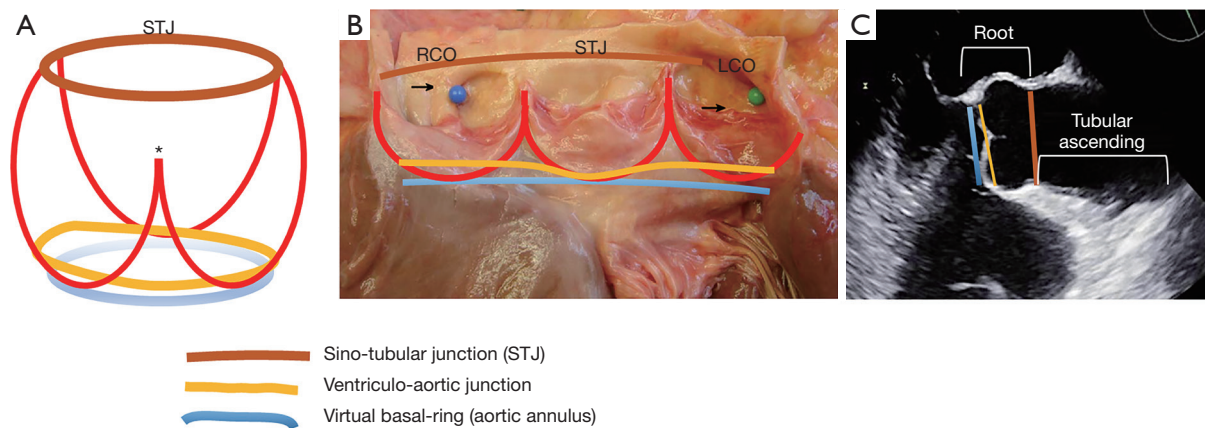 A
STJ
*
B
RCO
STJ
LCO
C
Root
Tubular
ascending
Sino-tubular junction (STJ)
Ventriculo-aortic junction
Virtual basal-ring (aortic annulus)